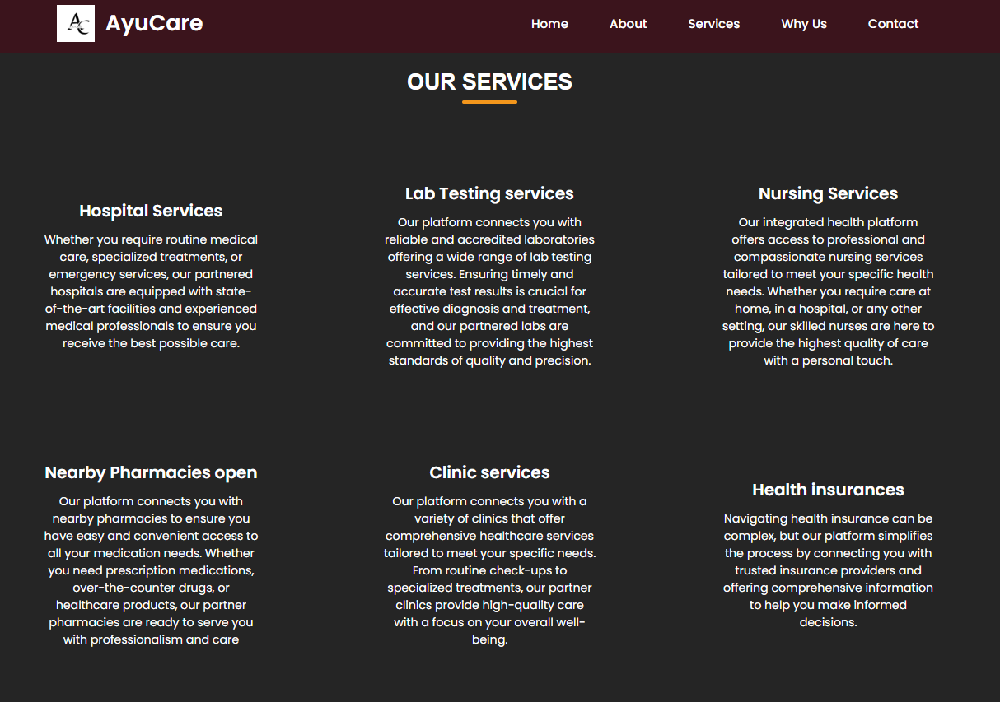 AC
AyuCare
Home
About
Services
Why Us
Contact
OUR SERVICES
Hospital Services
Whether you require routine medical
care, specialized treatments, or
emergency services, our partnered
hospitals are equipped with state-
of-the-art facilities and experienced
medical professionals to ensure you
receive the best possible care.
Lab Testing services
Our platform connects you with
reliable and accredited laboratories
offering a wide range of lab testing
services. Ensuring timely and
accurate test results is crucial for
effective diagnosis and treatment,
and our partnered labs are
committed to providing the highest
standards of quality and precision.
Nursing Services
Our integrated health platform
offers access to professional and
compassionate nursing services
tailored to meet your specific health
needs. Whether you require care at
home, in a hospital, or any other
setting, our skilled nurses are here to
provide the highest quality of care
with a personal touch.
Nearby Pharmacies open
Our platform connects you with
nearby pharmacies to ensure you
have easy and convenient access to
all your medication needs. Whether
you need prescription medications,
over-the-counter drugs, or
healthcare products, our partner
pharmacies are ready to serve you
with professionalism and care
Clinic services
Our platform connects you with a
variety of clinics that offer
comprehensive healthcare services
tailored to meet your specific needs.
From routine check-ups to
specialized treatments, our partner
clinics provide high-quality care
with a focus on your overall well-
being.
Health insurances
Navigating health insurance can be
complex, but our platform simplifies
the process by connecting you with
trusted insurance providers and
offering comprehensive information
to help you make informed
decisions.